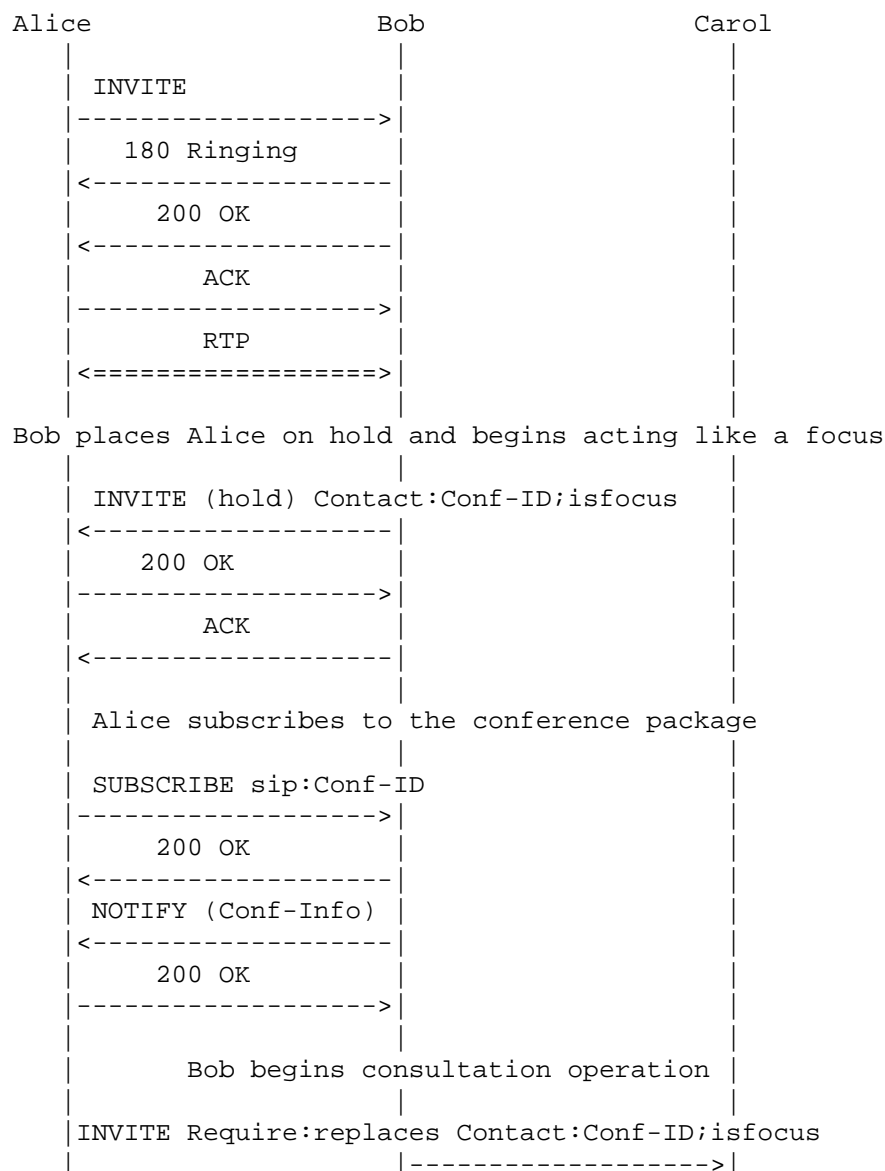 Alice                  Bob                 Carol
  |                    |                    |
  | INVITE             |                    |
  |------------------->|                    |
  |   180 Ringing      |                    |
  |<-------------------|                    |
  |     200 OK         |                    |
  |<-------------------|                    |
  |        ACK         |                    |
  |------------------->|                    |
  |        RTP         |                    |
  |<==================>|                    |
  |                    |                    |
Bob places Alice on hold and begins acting like a focus
  |                    |                    |
  | INVITE (hold) Contact:Conf-ID;isfocus   |
  |<-------------------|                    |
  |    200 OK          |                    |
  |------------------->|                    |
  |        ACK         |                    |
  |<-------------------|                    |
  |                    |                    |
  | Alice subscribes to the conference package
  |                    |                    |
  | SUBSCRIBE sip:Conf-ID                   |
  |------------------->|                    |
  |     200 OK         |                    |
  |<-------------------|                    |
  | NOTIFY (Conf-Info) |                    |
  |<-------------------|                    |
  |     200 OK         |                    |
  |------------------->|                    |
  |                    |                    |
  |       Bob begins consultation operation |
  |                    |                    |
  |INVITE Require:replaces Contact:Conf-ID;isfocus
  |                    |------------------->|